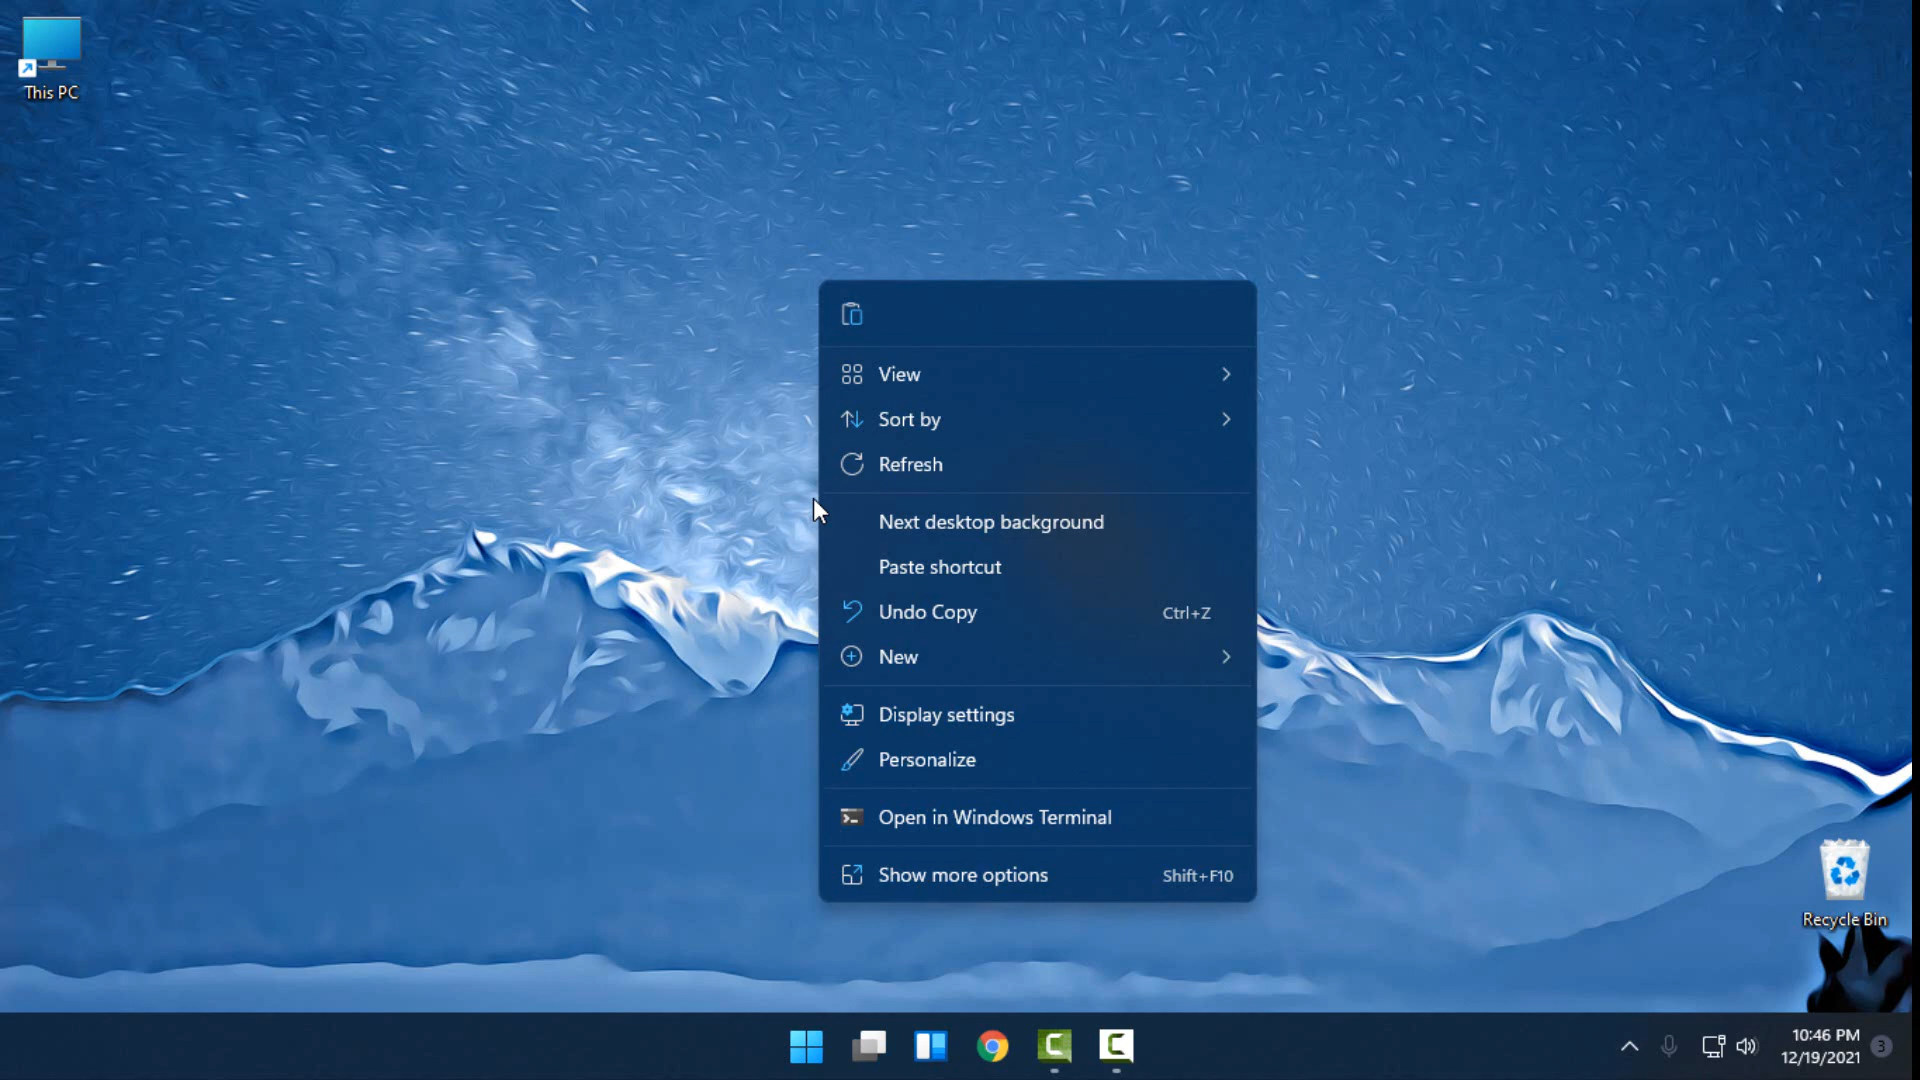 This PC
View
Sort by
Refresh
Next desktop background
Paste shortcut
Undo Copy Ctrl+Z
New
Display settings
Personalize
Open in Windows Terminal
Show more options Shift+F10
Recycle Bin
10:46 PM
12/19/2021
3